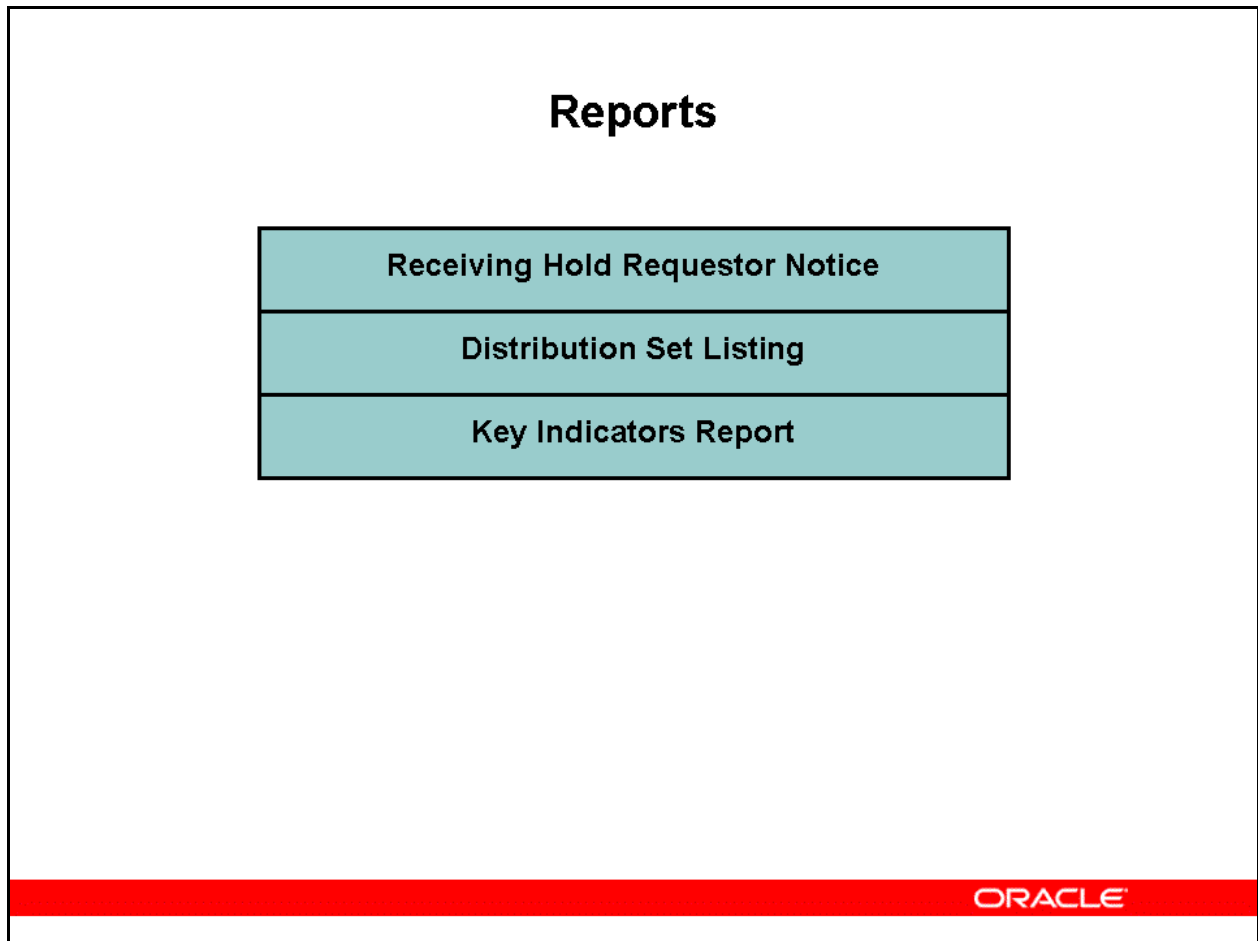 Reports
Receiving Hold Requestor Notice
Distribution Set Listing
Key Indicators Report
ORACLE